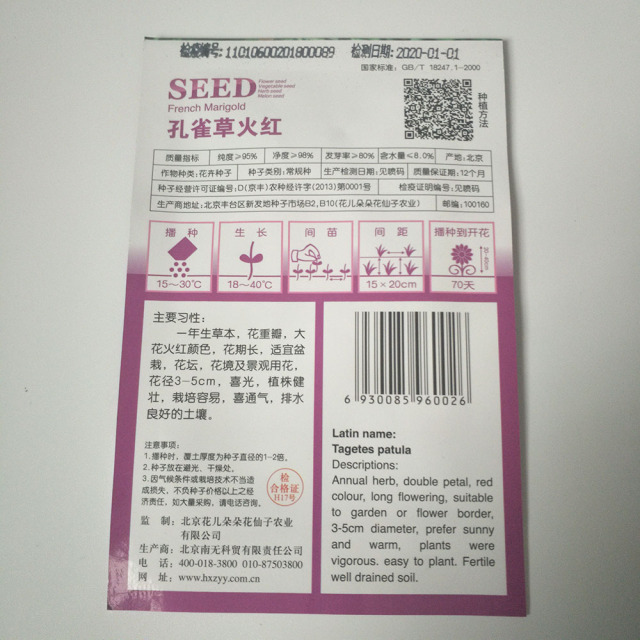 检疫编号: 11010600201800089 检测日期: 2020-01-01
国家标准: GB/T 18247.1-2000
SEED
Flower seed
Vegetable seed
Herb seed
Melon seed
French Marigold
孔雀草火红
种植方法
质量指标 纯度≥95% 净度≥98% 发芽率≥80% 含水量≤8.0% 产地: 北京
作物种类: 花卉种子 种子类别: 常规种 生产检测日期: 见喷码 质量保证期: 12个月
种子经营许可证编号: D(京丰)农种经许字(2013)第0001号 检疫证明编号: 见喷码
生产商地址: 北京丰台区新发地种子市场B2, B10(花儿朵朵花仙子农业) 邮编: 100160
播种 生长 间苗 间距 播种到开花
15～30℃ 18～40℃ 15×20cm 70天
主要习性:
一年生草本，花重瓣，大
花火红颜色，花期长，适宜盆
栽，花坛，花境及景观用花，
花径3-5cm，喜光，植株健
壮，栽培容易，喜通气，排水
良好的土壤。
6 930085 960026
Latin name:
Tagetes patula
Descriptions:
Annual herb, double petal, red
colour, long flowering, suitable
to garden or flower border,
3-5cm diameter, prefer sunny
and warm, plants were
vigorous. easy to plant. Fertile
well drained soil.
注意事项:
1.播种时，覆土厚度为种子直径的1-2倍。
2.种子放在避光、干燥处。
3.因气候条件或栽培技术不当造
成损失，不负种子价格以上之经
济责任，如大量采购，请电话咨询。
检
合格证
H17号
监 制: 北京花儿朵朵花仙子农业
有限公司
生产商: 北京南无科贸有限责任公司
电 话: 400-018-3800 010-87503800
网 址: www.hxzyy.com.cn